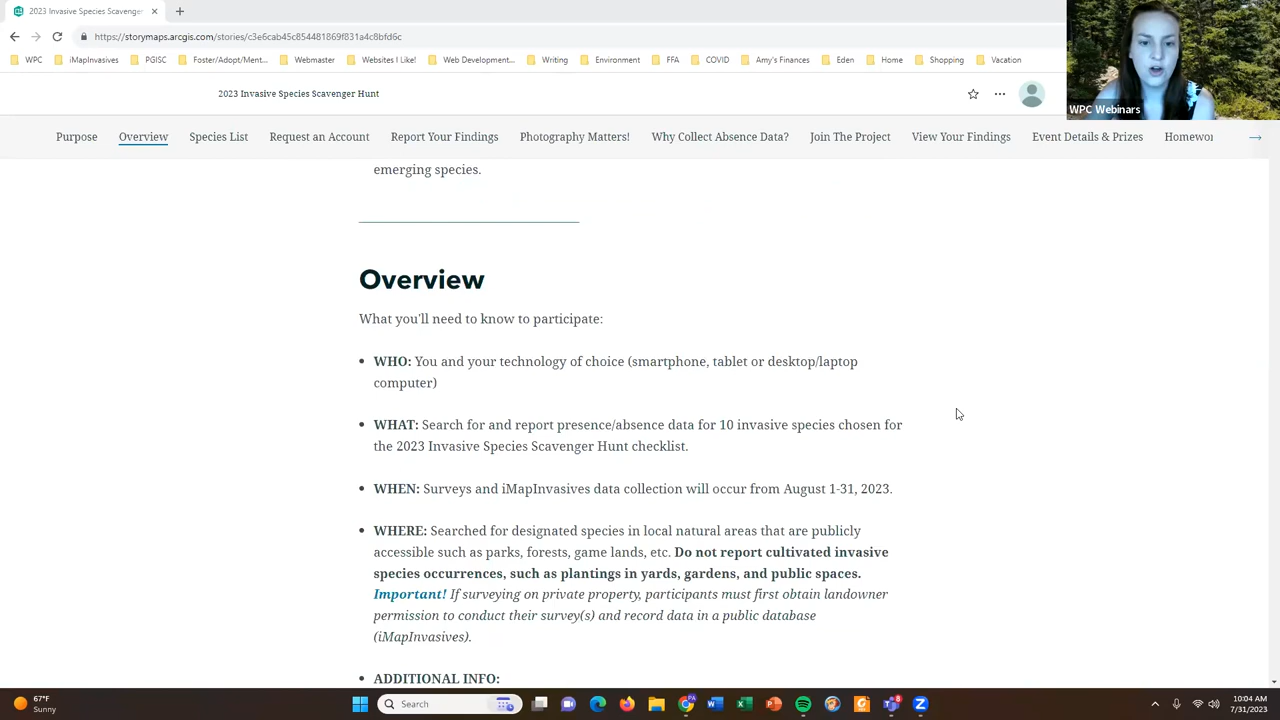 2023 Invasive Species Scavenger
https://storymaps.arcgis.com/stories/c3e6cab45c854481869f831a4c8bfd6c
WPC iMapInvasives PGISC Foster/Adopt/Ment... Webmaster Websites I Like! Web Development... Writing Environment FFA COVID Amy's Finances Eden Home Shopping Vacation
WPC Webinars
2023 Invasive Species Scavenger Hunt
Purpose Overview Species List Request an Account Report Your Findings Photography Matters! Why Collect Absence Data? Join The Project View Your Findings Event Details & Prizes Homewor
emerging species.
Overview
What you'll need to know to participate:
• WHO: You and your technology of choice (smartphone, tablet or desktop/laptop
computer)
• WHAT: Search for and report presence/absence data for 10 invasive species chosen for
the 2023 Invasive Species Scavenger Hunt checklist.
• WHEN: Surveys and iMapInvasives data collection will occur from August 1-31, 2023.
• WHERE: Searched for designated species in local natural areas that are publicly
accessible such as parks, forests, game lands, etc. Do not report cultivated invasive
species occurrences, such as plantings in yards, gardens, and public spaces.
Important! If surveying on private property, participants must first obtain landowner
permission to conduct their survey(s) and record data in a public database
(iMapInvasives).
• ADDITIONAL INFO:
67°F
Sunny
Search
PA
8
10:04 AM
7/31/2023